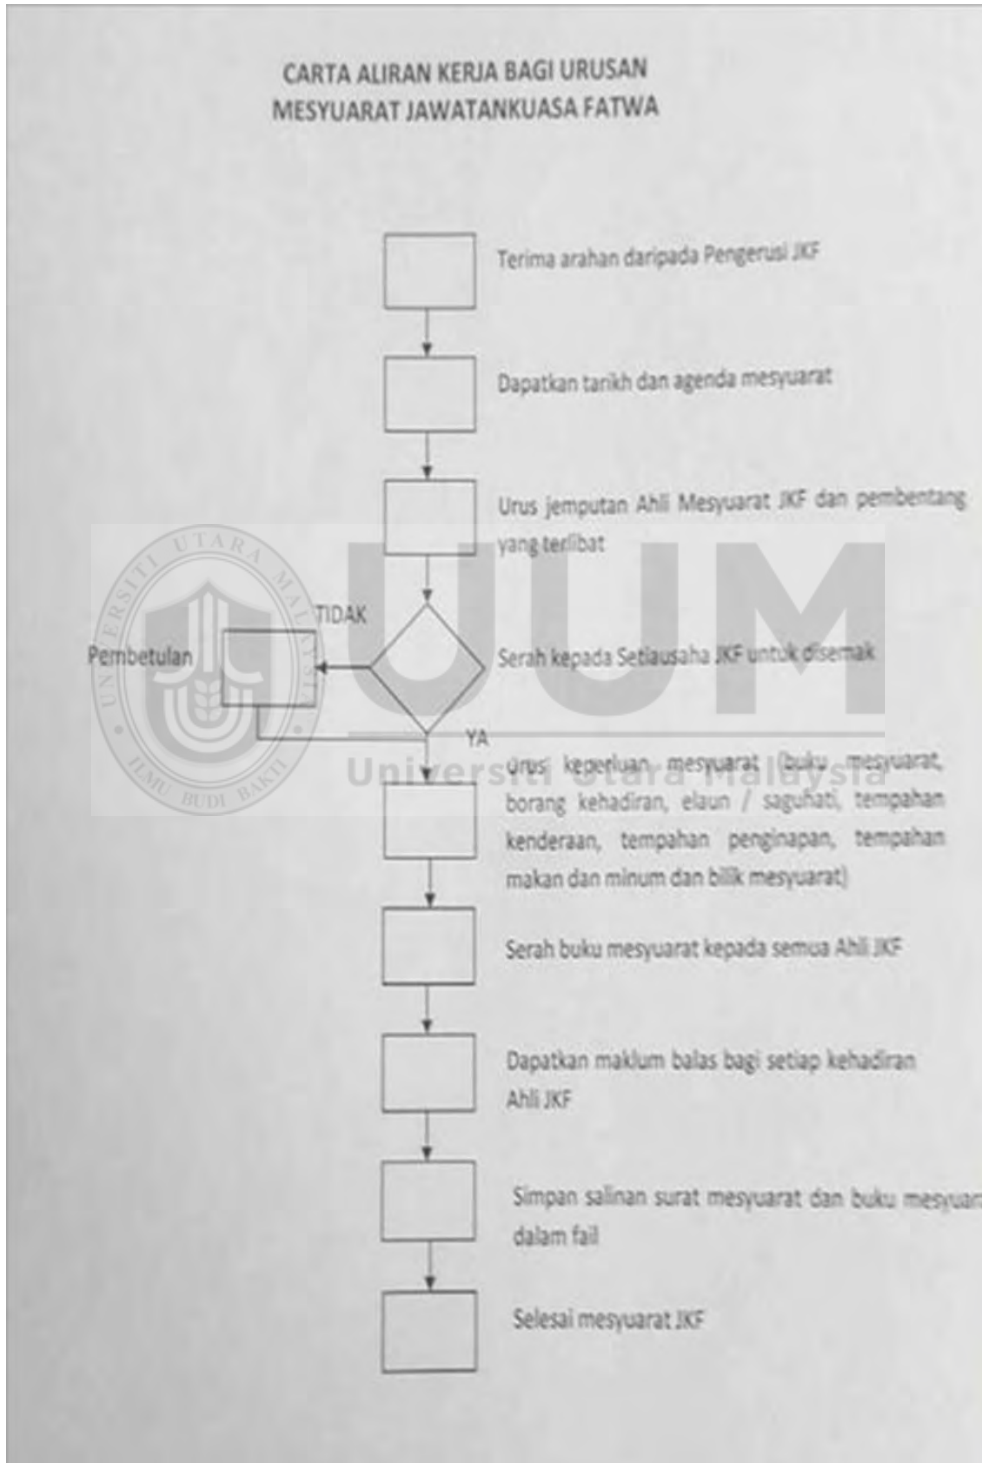 CARTA ALIRAN KERJA BAGI URUSAN
MESYUARAT JAWATANKUASA FATWA
Terima arahan daripada Pengerusi JKF
Dapatkan tarikh dan agenda mesyuarat
Urus jemputan Ahli Mesyuarat JKF dan pembentang
yang terlibat
TIDAK
Pembetulan
Serah kepada Setiausaha JKF untuk disemak
YA
Urus keperluan mesyuarat (buku mesyuarat,
borang kehadiran, elaun / saguhati, tempahan
kenderaan, tempahan penginapan, tempahan
makan dan minum dan bilik mesyuarat)
Serah buku mesyuarat kepada semua Ahli JKF
Dapatkan maklum balas bagi setiap kehadiran
Ahli JKF
Simpan salinan surat mesyuarat dan buku mesyuara
dalam fail
Selesai mesyuarat JKF
UUM
Universiti Utara Malaysia
UNIVERSITI UTARA MALAYSIA
ILMU BUDI BAKTI